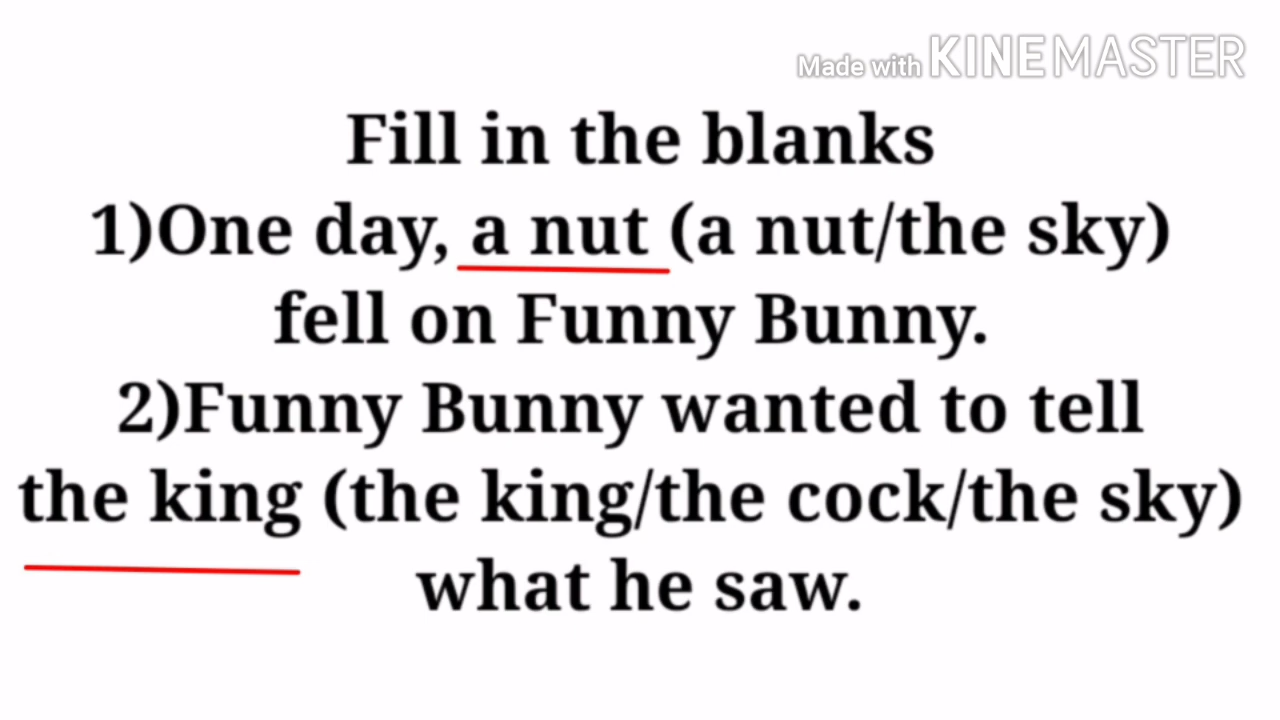 Made with KINEMASTER
Fill in the blanks
1)One day, a nut (a nut/the sky)
fell on Funny Bunny.
2)Funny Bunny wanted to tell
the king (the king/the cock/the sky)
what he saw.